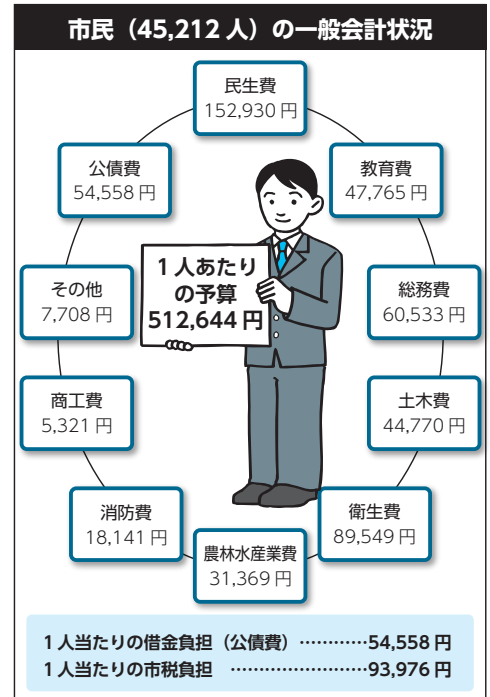 市民（45,212 人）の一般会計状況
民生費
152,930 円
公債費
54,558 円
教育費
47,765 円
1 人あたり
の予算
512,644 円
その他
7,708 円
総務費
60,533 円
商工費
5,321 円
土木費
44,770 円
消防費
18,141 円
衛生費
89,549 円
農林水産業費
31,369 円
1 人当たりの借金負担（公債費）…………54,558 円
1 人当たりの市税負担 ……………………93,976 円